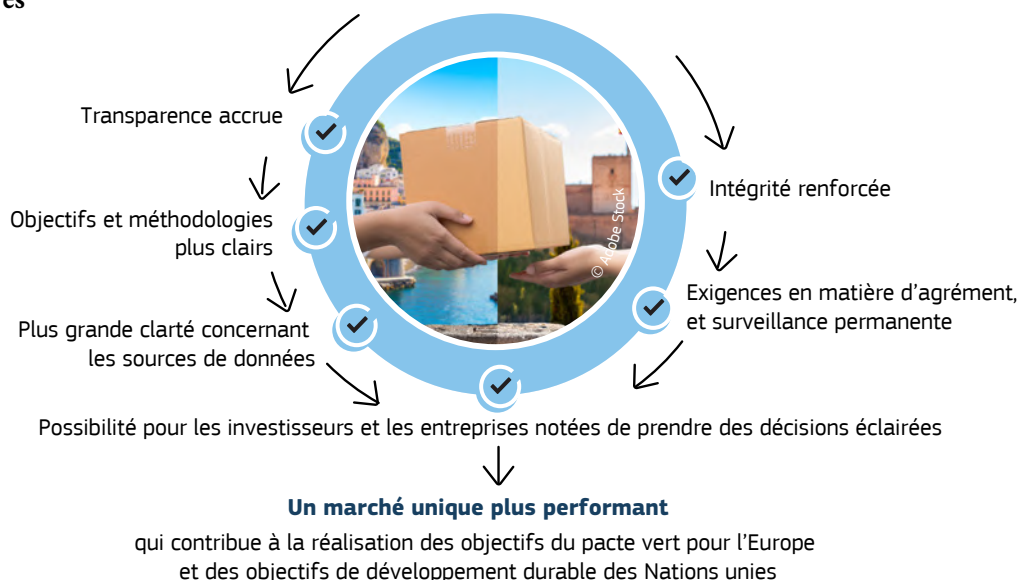 es
Transparence accrue
Objectifs et méthodologies
plus clairs
Plus grande clarté concernant
les sources de données
© Adobe Stock
Intégrité renforcée
Exigences en matière d’agrément,
et surveillance permanente
Possibilité pour les investisseurs et les entreprises notées de prendre des décisions éclairées
Un marché unique plus performant
qui contribue à la réalisation des objectifs du pacte vert pour l’Europe
et des objectifs de développement durable des Nations unies